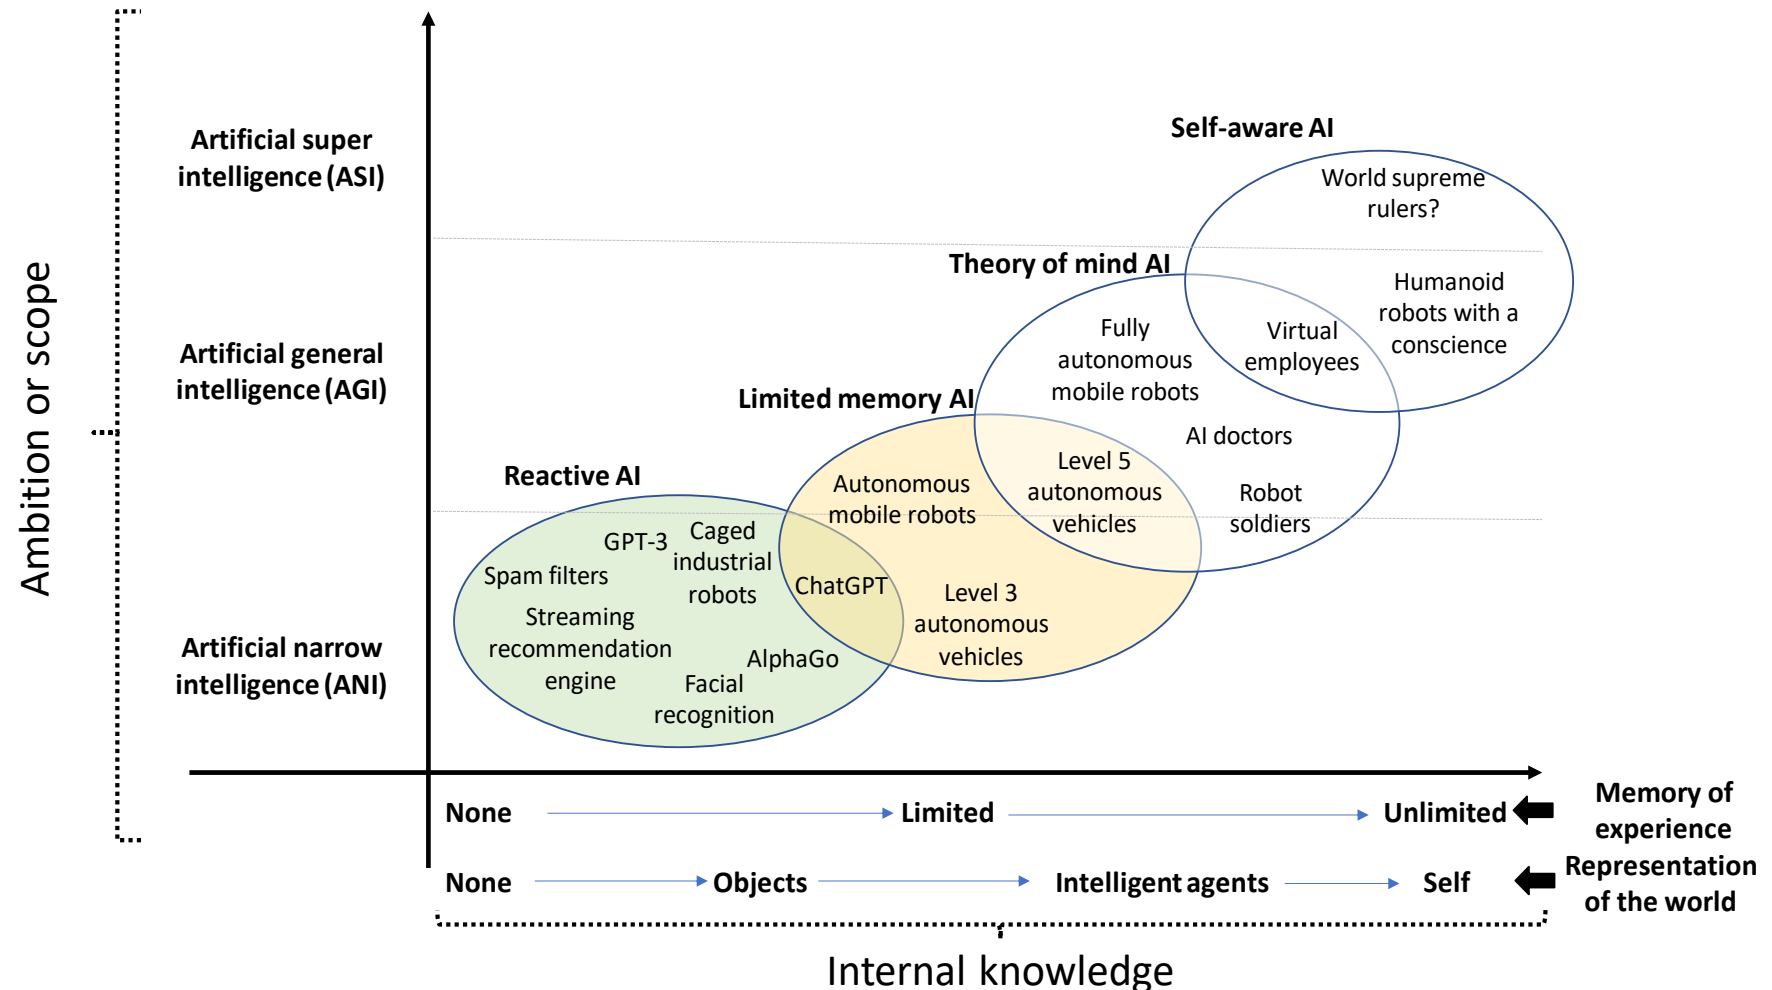 Ambition or scope
Artificial super
intelligence (ASI)
Artificial general
intelligence (AGI)
Artificial narrow
intelligence (ANI)
Self-aware AI
World supreme
rulers?
Humanoid
robots with a
conscience
Virtual
employees
Theory of mind AI
Fully
autonomous
mobile robots
AI doctors
Robot
soldiers
Level 5
autonomous
vehicles
Limited memory AI
Autonomous
mobile robots
Level 3
autonomous
vehicles
ChatGPT
Reactive AI
GPT-3
Caged
industrial
robots
Spam filters
Streaming
recommendation
engine
AlphaGo
Facial
recognition
None
Limited
Unlimited
Memory of
experience
None
Objects
Intelligent agents
Self
Representation
of the world
Internal knowledge